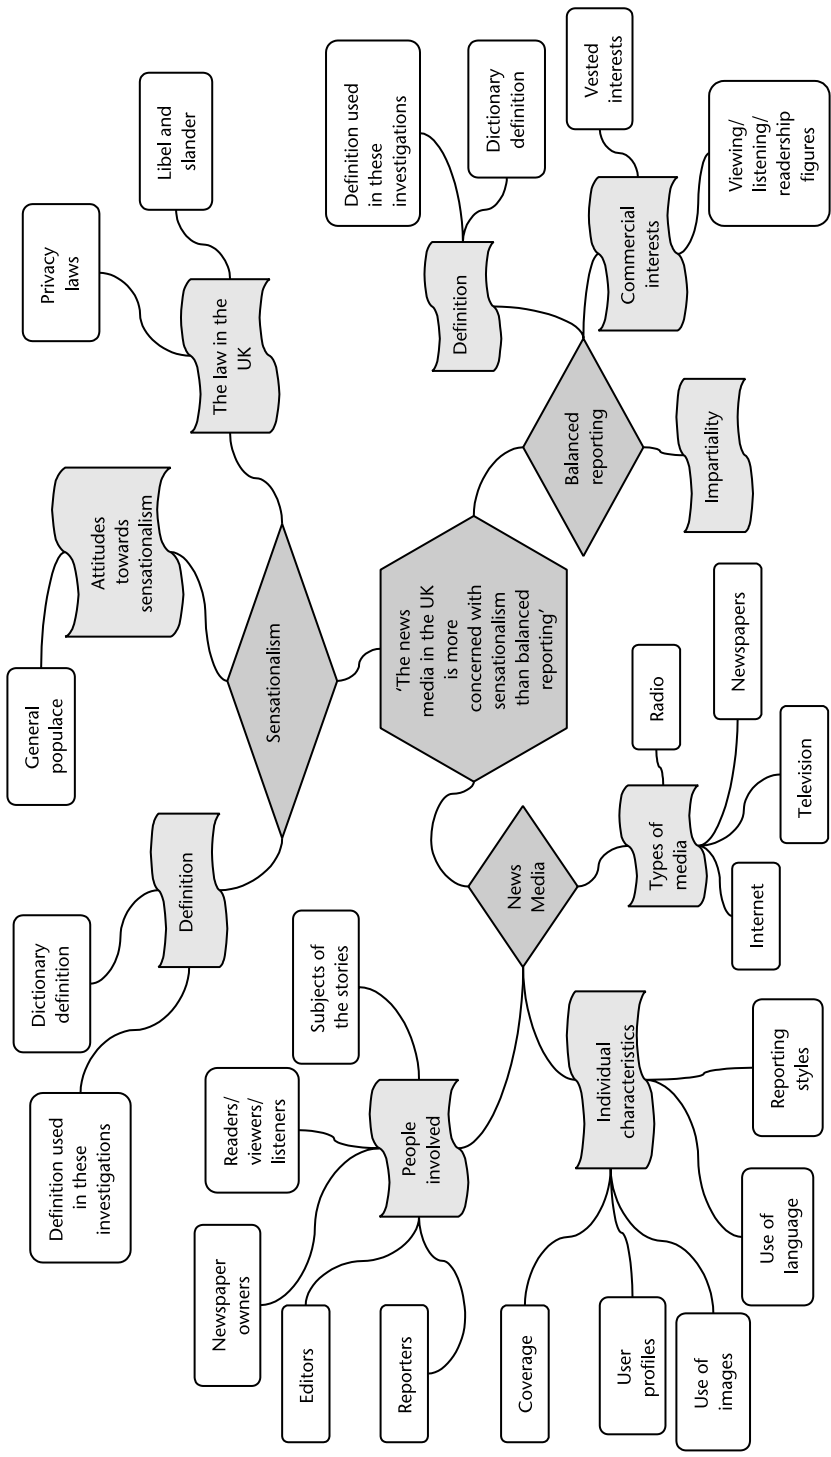 Definition used
in these
investigations
Dictionary
definition
Definition
General
populace
Attitudes
towards
sensationalism
Privacy
laws
Libel and
slander
The law in the
UK
Sensationalism
Newspaper
owners
Readers/
viewers/
listeners
Subjects of
the stories
Editors
Reporters
People
involved
‘The news
media in the UK
is more
concerned with
sensationalism
than balanced
reporting’
News
Media
Balanced
reporting
Definition
Definition used
in these
investigations
Dictionary
definition
Vested
interests
Commercial
interests
Viewing/
listening/
readership
figures
Impartiality
Coverage
User
profiles
Use of
images
Individual
characteristics
Use of
language
Reporting
styles
Types of
media
Radio
Newspapers
Television
Internet